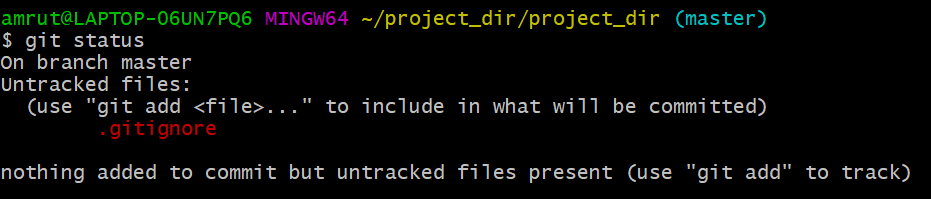 amrut@LAPTOP-O6UN7PQ6 MINGW64 ~/project_dir/project_dir (master)
$ git status
On branch master
Untracked files:
  (use "git add <file>..." to include in what will be committed)
        .gitignore

nothing added to commit but untracked files present (use "git add" to track)